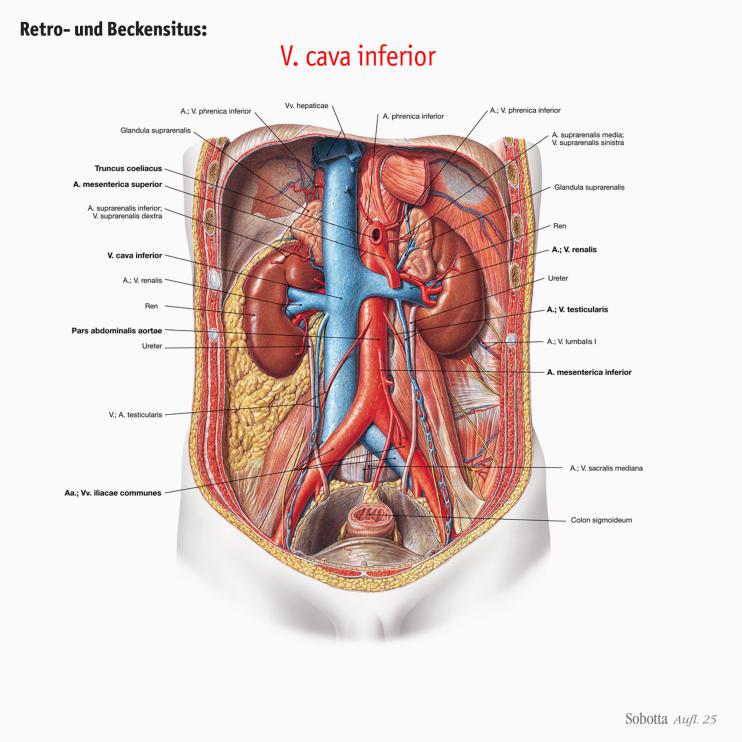 Retro- und Beckensitus:
V. cava inferior
A.; V. phrenica inferior
Vv. hepaticae
A. phrenica inferior
A.; V. phrenica inferior
Glandula suprarenalis
Truncus coeliacus
A. mesenterica superior
A. suprarenalis inferior;
V. suprarenalis dextra
V. cava inferior
A.; V. renalis
Ren
Pars abdominalis aortae
Ureter
V.; A. testicularis
Aa.; Vv. iliacae communes
A. suprarenalis media;
V. suprarenalis sinistra
Glandula suprarenalis
Ren
A.; V. renalis
Ureter
A.; V. testicularis
A.; V. lumbalis I
A. mesenterica inferior
A.; V. sacralis mediana
Colon sigmoideum
Sobotta Aufl. 25